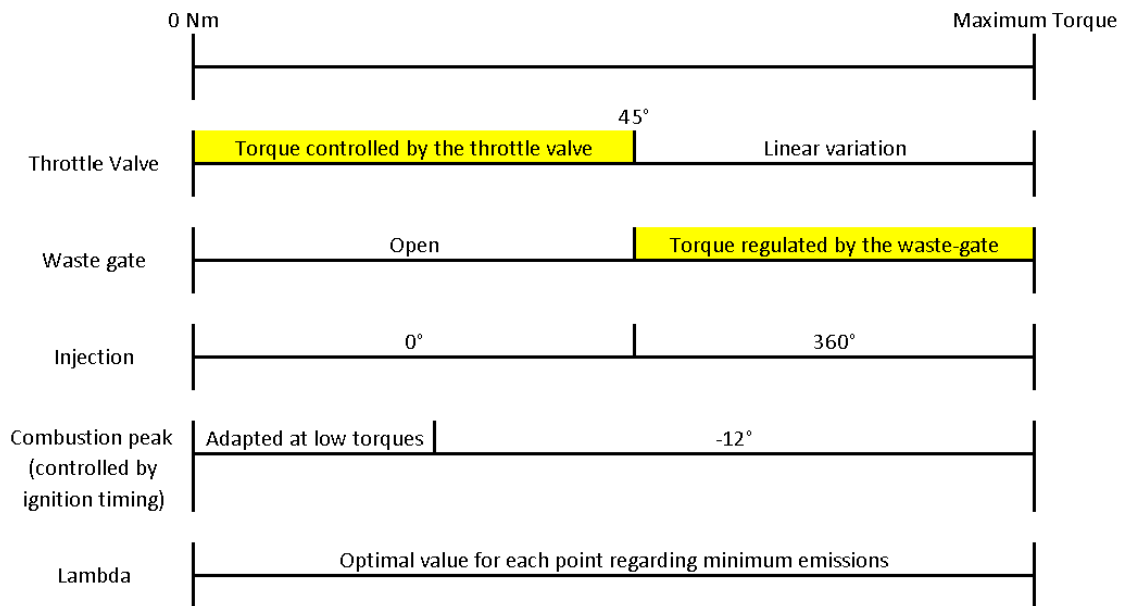 0 Nm
Maximum Torque
45°
Throttle Valve
Torque controlled by the throttle valve
Linear variation
Waste gate
Open
Torque regulated by the waste-gate
Injection
0°
360°
Combustion peak
(controlled by
ignition timing)
Adapted at low torques
-12°
Lambda
Optimal value for each point regarding minimum emissions